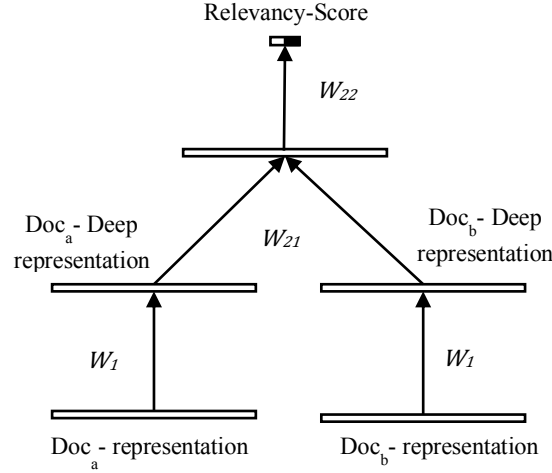 Relevancy-Score
W22
Doca- Deep
representation
Docb- Deep
representation
W21
W1
W1
Doca- representation
Docb- representation